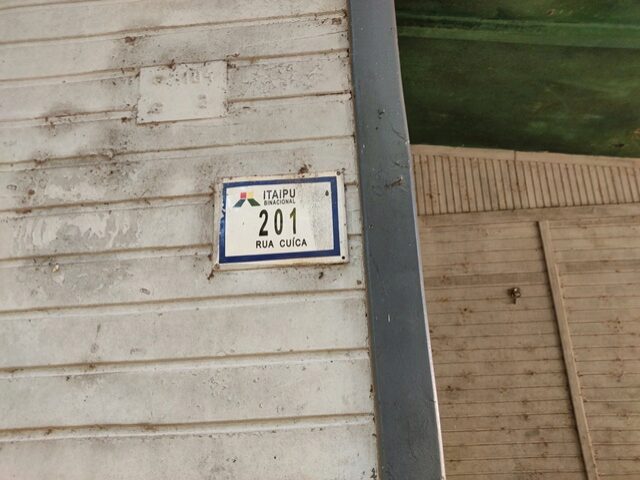 ITAIPU
BINACIONAL
201
RUA CUÍCA